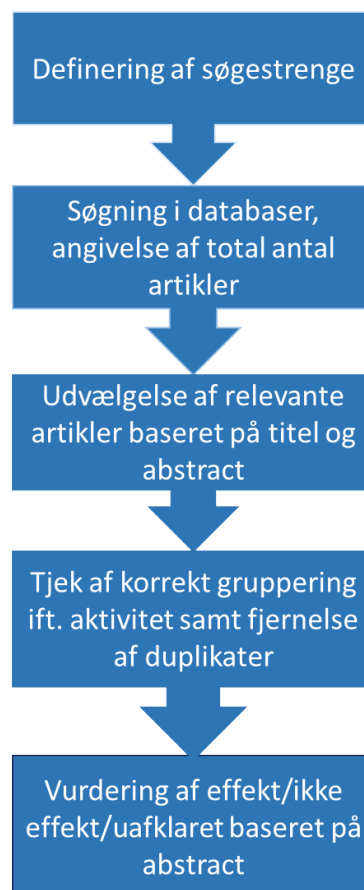 Definering af søgestrenge
Søgning i databaser,
angivelse af total antal
artikler
Udvælgelse af relevante
artikler baseret på titel og
abstract
Tjek af korrekt gruppering
ift. aktivitet samt fjernelse
af duplikater
Vurdering af effekt/ikke
effekt/uafklaret baseret på
abstract